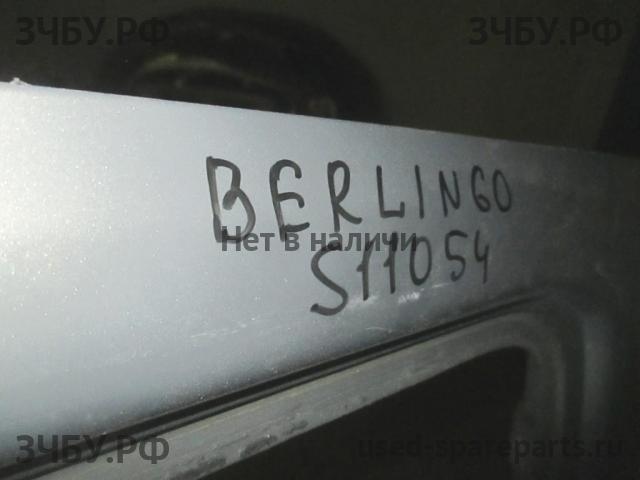 ЗЧБУ.РФ ЗЧБУ.РФ
BERLINGO
нет в наличи
S11054
ЗЧБУ.РФ used-spareparts.ru